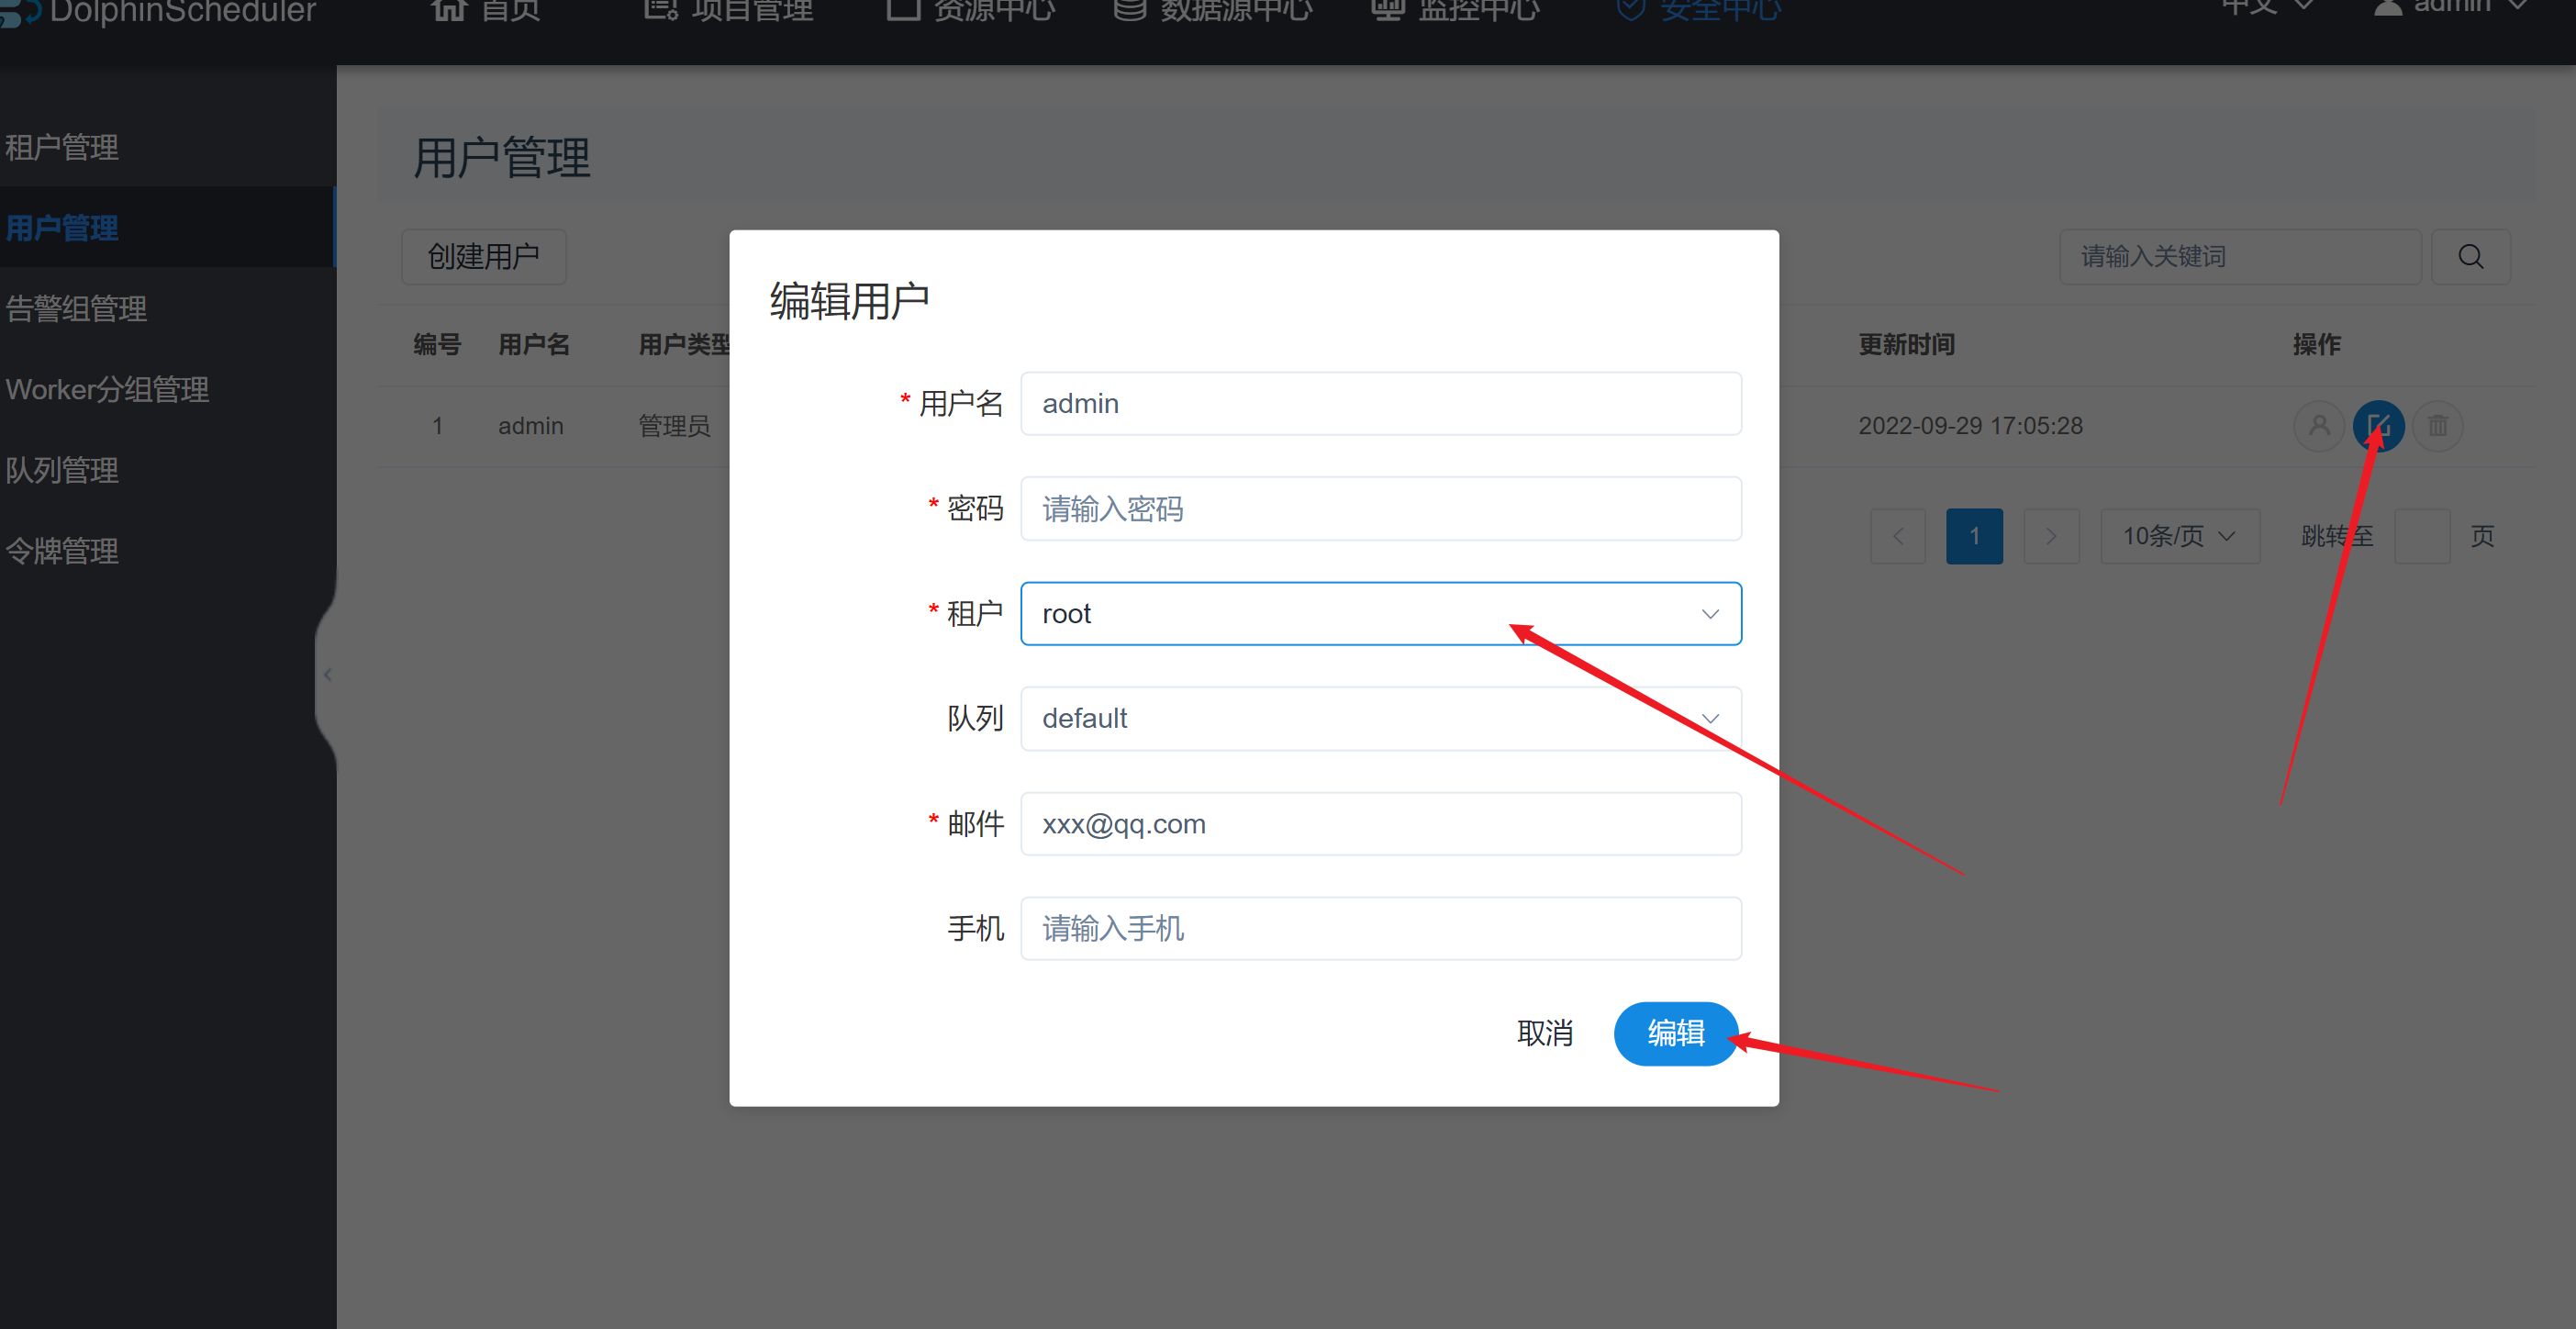 DolphinScheduler 首页 项目管理 资源中心 数据源中心 监控中心 安全中心 中文 admin
租户管理
用户管理
告警组管理
Worker分组管理
队列管理
令牌管理
用户管理
创建用户
请输入关键词
编号 用户名 用户类型 更新时间 操作
1 admin 管理员 2022-09-29 17:05:28
1 10条/页 跳转至 页
编辑用户
* 用户名 admin
* 密码 请输入密码
* 租户 root
队列 default
* 邮件 xxx@qq.com
手机 请输入手机
取消 编辑